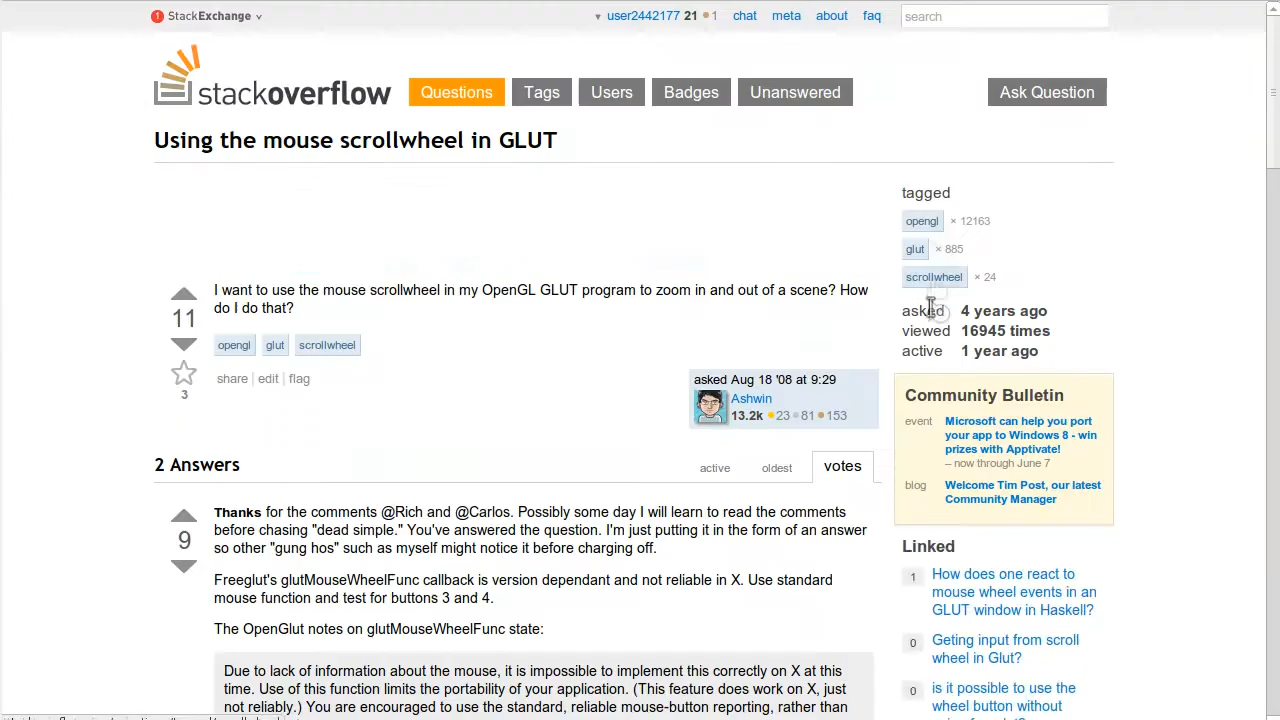 1 StackExchange
user2442177 21 1 chat meta about faq search
stackoverflow Questions Tags Users Badges Unanswered Ask Question
Using the mouse scrollwheel in GLUT
I want to use the mouse scrollwheel in my OpenGL GLUT program to zoom in and out of a scene? How
do I do that?
11
3
opengl glut scrollwheel
share edit flag
asked Aug 18 '08 at 9:29
Ashwin
13.2k 23 81 153
2 Answers
active oldest votes
9
Thanks for the comments @Rich and @Carlos. Possibly some day I will learn to read the comments
before chasing "dead simple." You've answered the question. I'm just putting it in the form of an answer
so other "gung hos" such as myself might notice it before charging off.
Freeglut's glutMouseWheelFunc callback is version dependant and not reliable in X. Use standard
mouse function and test for buttons 3 and 4.
The OpenGlut notes on glutMouseWheelFunc state:
Due to lack of information about the mouse, it is impossible to implement this correctly on X at this
time. Use of this function limits the portability of your application. (This feature does work on X, just
not reliably.) You are encouraged to use the standard, reliable mouse-button reporting, rather than
tagged
opengl × 12163
glut × 885
scrollwheel × 24
asked 4 years ago
viewed 16945 times
active 1 year ago
Community Bulletin
event Microsoft can help you port
your app to Windows 8 - win
prizes with Apptivate!
– now through June 7
blog Welcome Tim Post, our latest
Community Manager
Linked
1 How does one react to
mouse wheel events in an
GLUT window in Haskell?
0 Geting input from scroll
wheel in Glut?
0 is it possible to use the
wheel button without